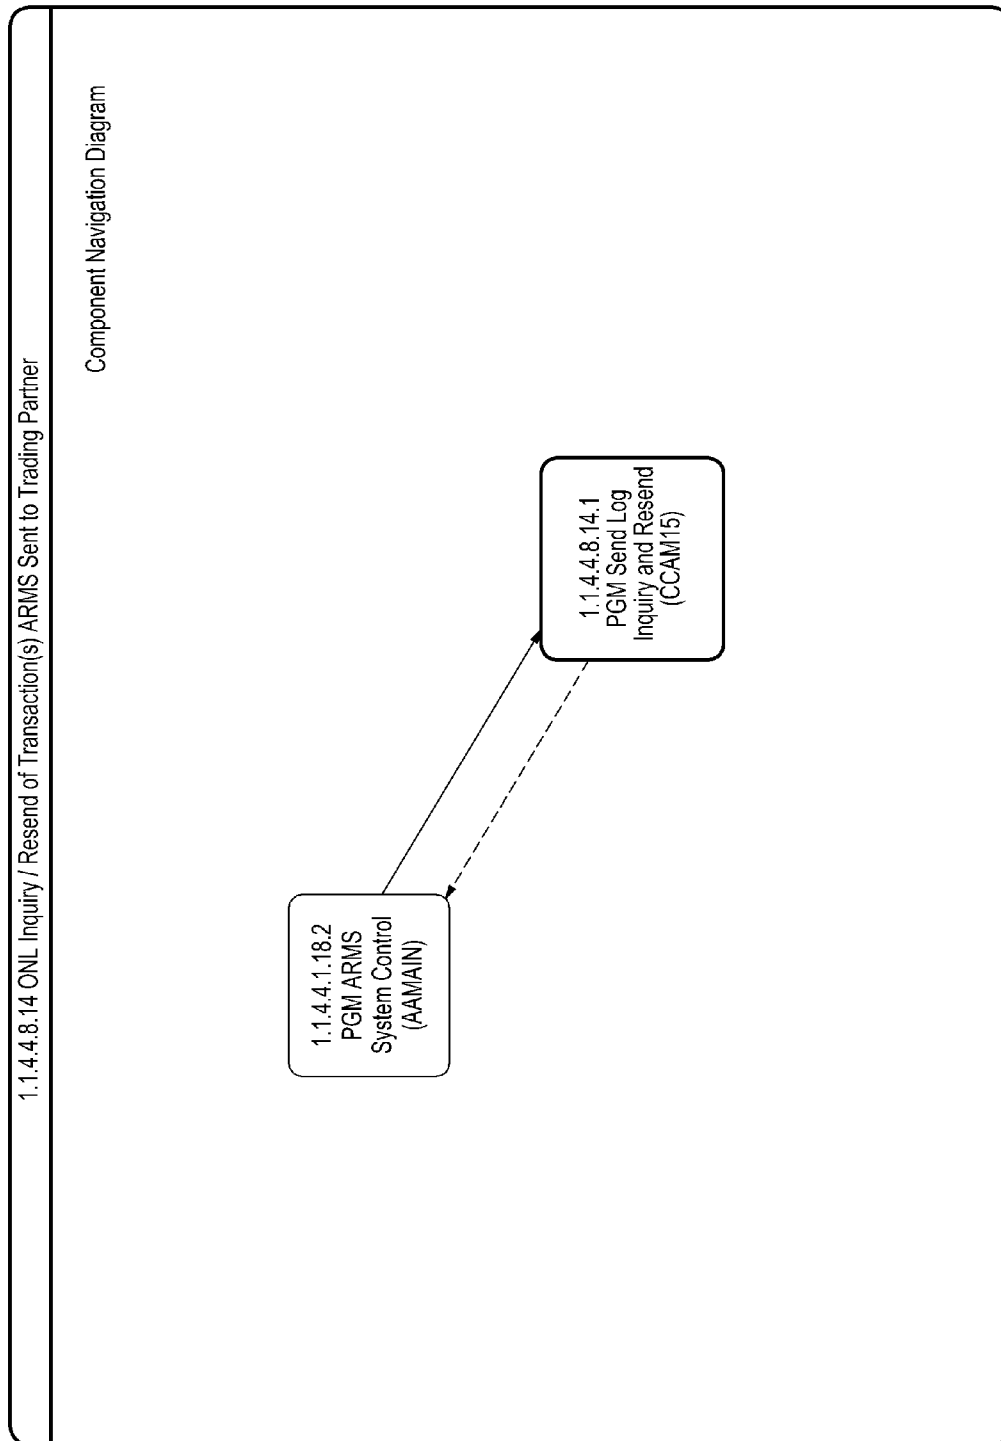 1.1.4.4.8.14 ONL Inquiry / Resend of Transaction(s) ARMS Sent to Trading Partner
Component Navigation Diagram
1.1.4.4.1.18.2
PGM ARMS
System Control
(AAMAIN)
1.1.4.4.8.14.1
PGM Send Log
Inquiry and Resend
(CCAM15)